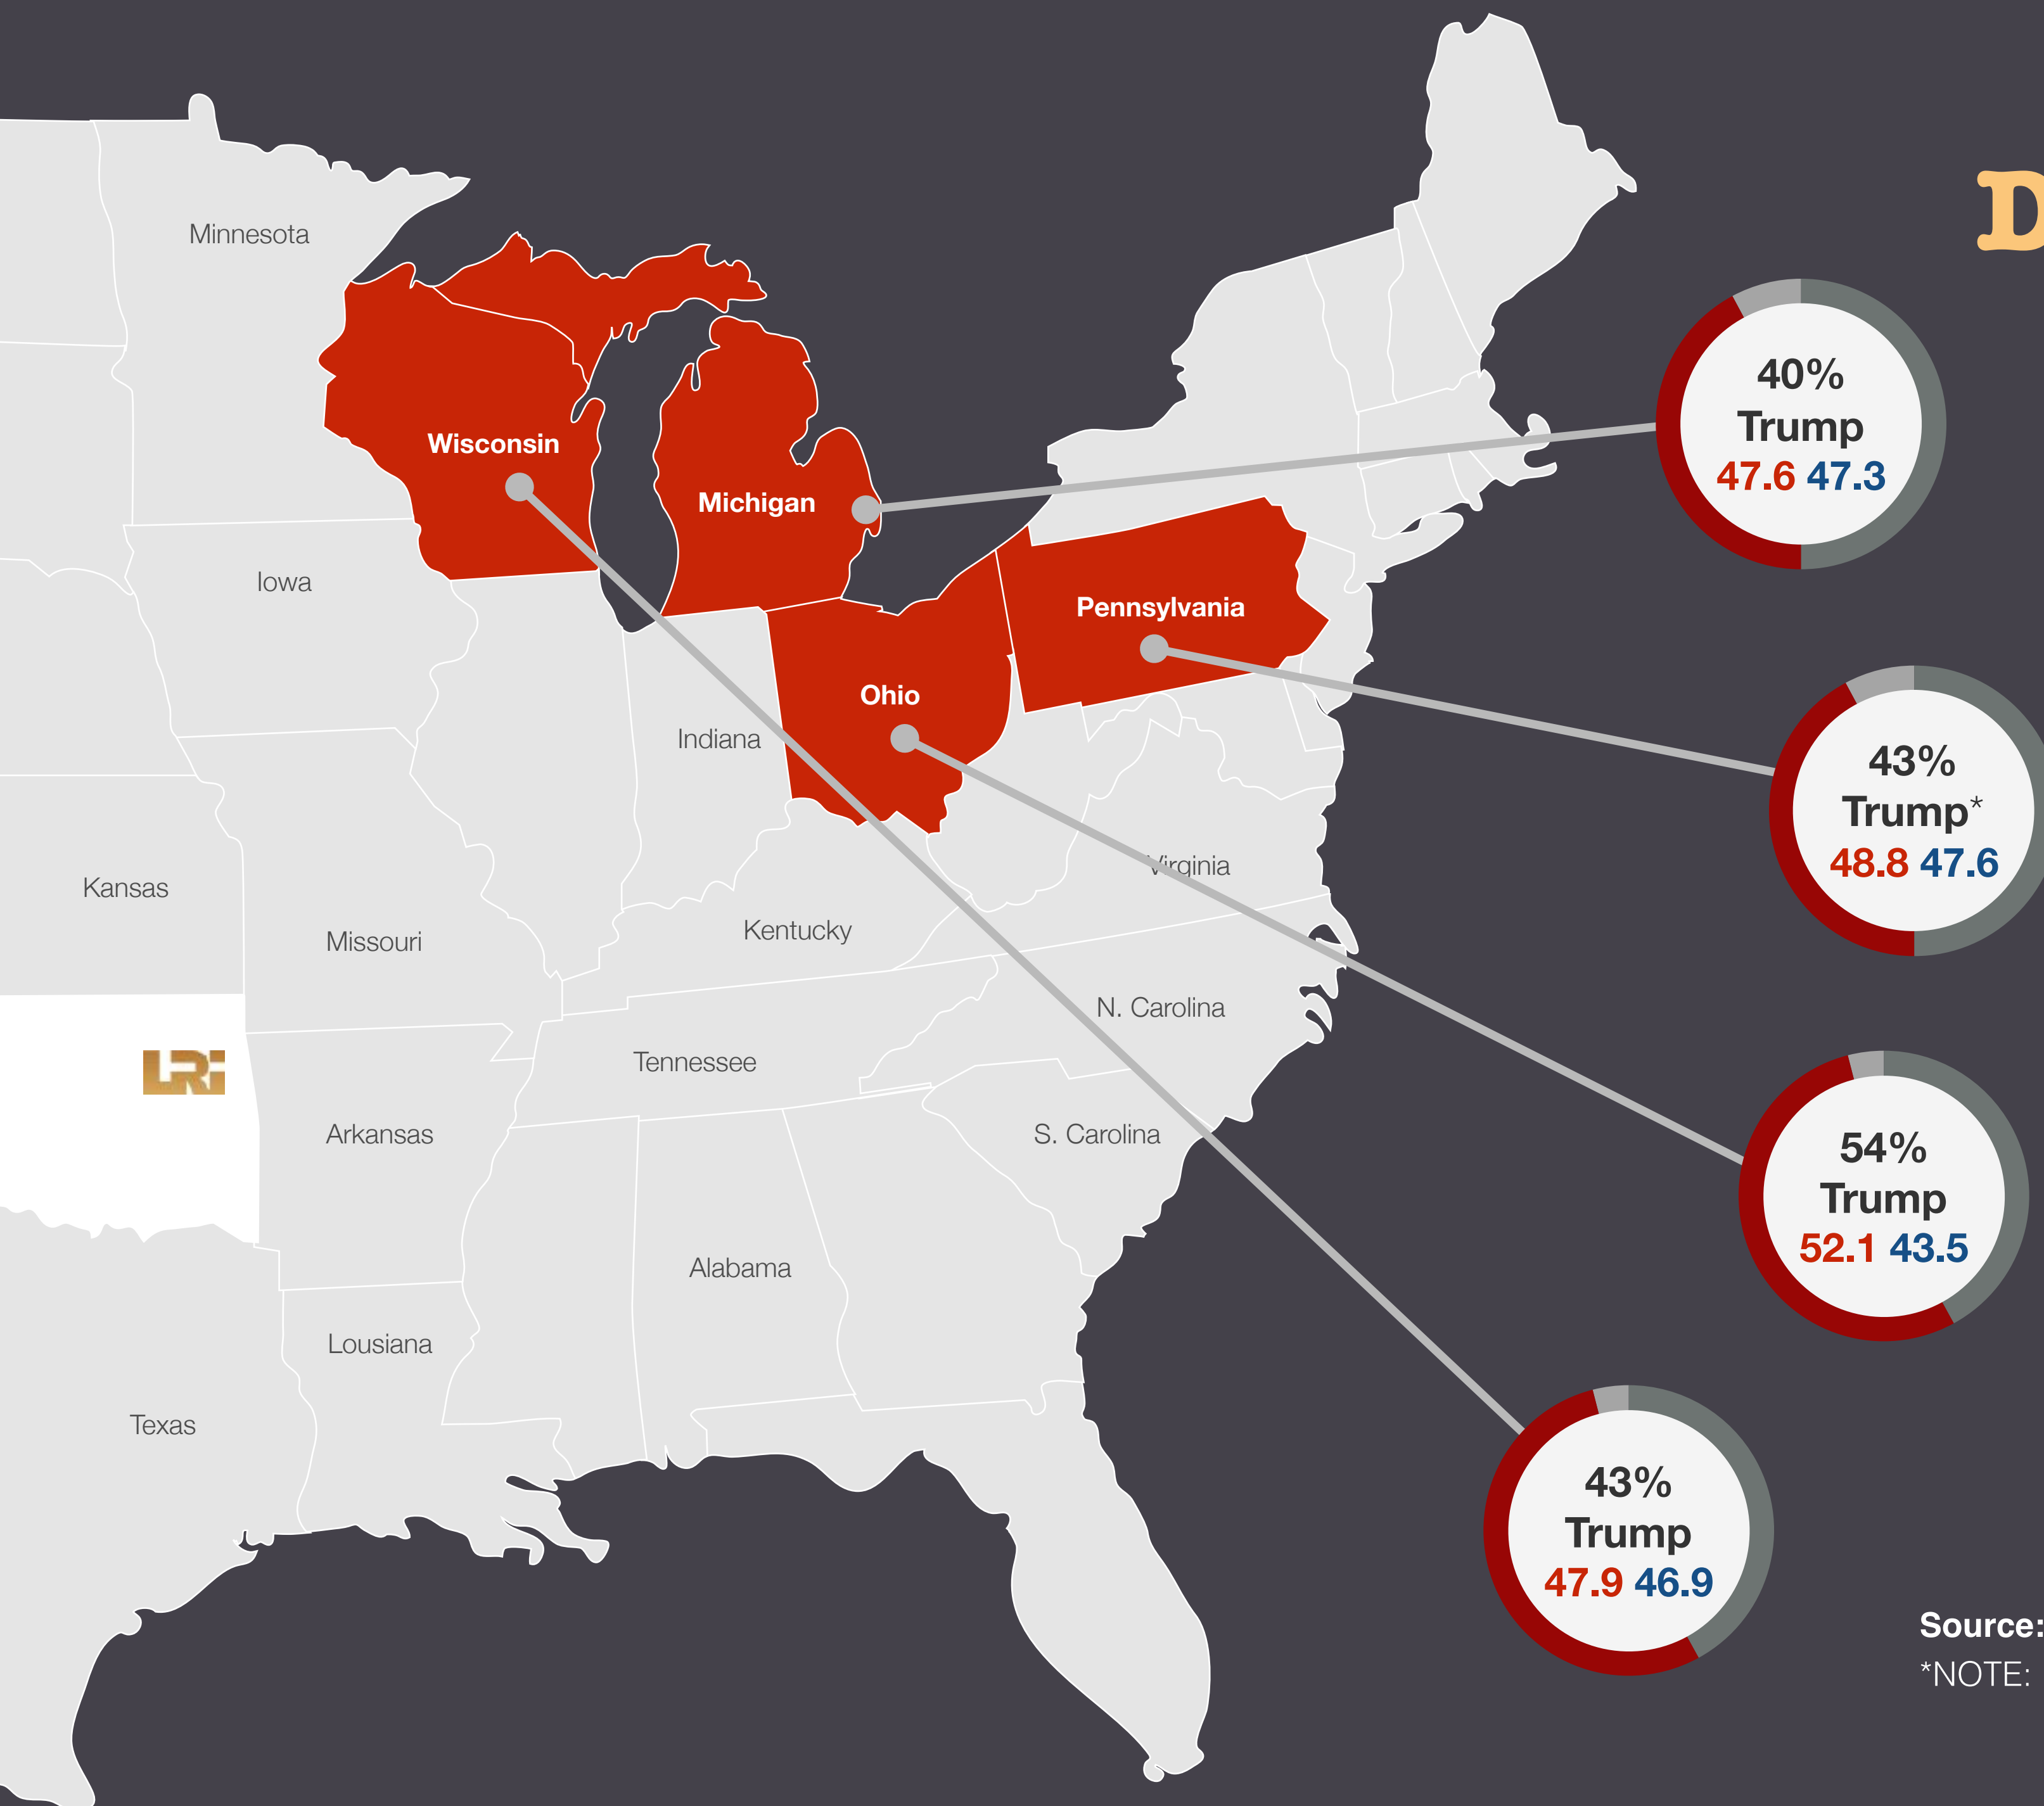 D
Minnesota
Wisconsin
Michigan
Iowa
Pennsylvania
Ohio
Indiana
Kansas
Missouri
Kentucky
Virginia
N. Carolina
Tennessee
LRI
Arkansas
S. Carolina
Alabama
Lousiana
Texas
40%
Trump
47.6 47.3
43%
Trump*
48.8 47.6
54%
Trump
52.1 43.5
43%
Trump
47.9 46.9
Source:
*NOTE: